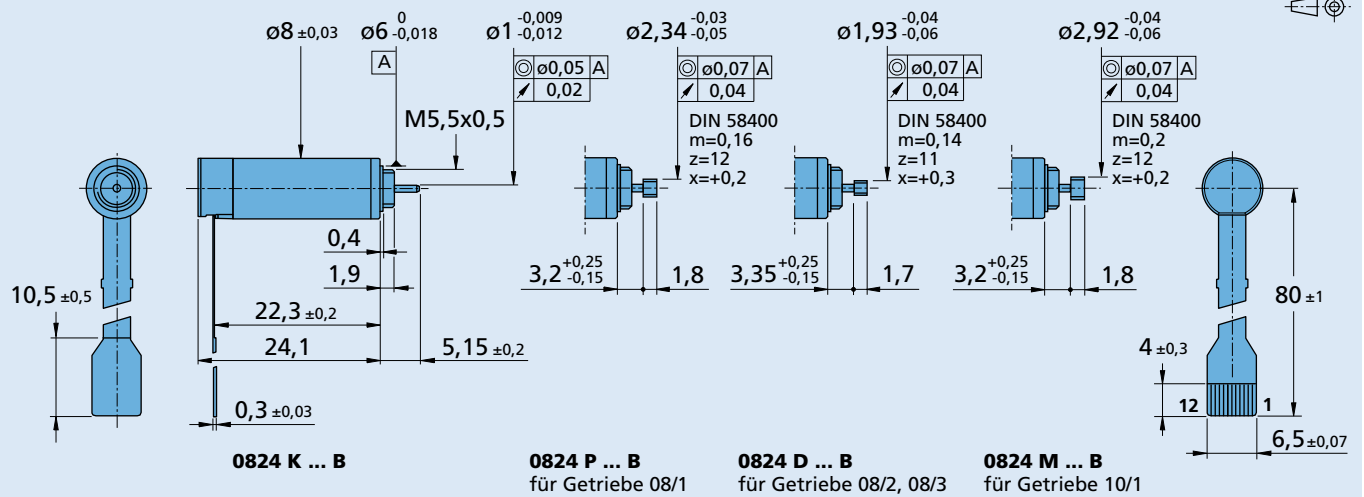 ø8 ±0,03
ø6 0 -0,018
A
ø1 -0,009 -0,012
ø0,05 A
0,02
M5,5x0,5
ø2,34 -0,03 -0,05
ø0,07 A
0,04
DIN 58400
m=0,16
z=12
x=+0,2
ø1,93 -0,04 -0,06
ø0,07 A
0,04
DIN 58400
m=0,14
z=11
x=+0,3
ø2,92 -0,04 -0,06
ø0,07 A
0,04
DIN 58400
m=0,2
z=12
x=+0,2
10,5 ±0,5
0,4
1,9
22,3 ±0,2
24,1
5,15 ±0,2
0,3 ±0,03
3,2 +0,25 -0,15
1,8
3,35 +0,25 -0,15
1,7
3,2 +0,25 -0,15
1,8
80 ±1
4 ±0,3
12
1
6,5 ±0,07
0824 K ... B
0824 P ... B
für Getriebe 08/1
0824 D ... B
für Getriebe 08/2, 08/3
0824 M ... B
für Getriebe 10/1